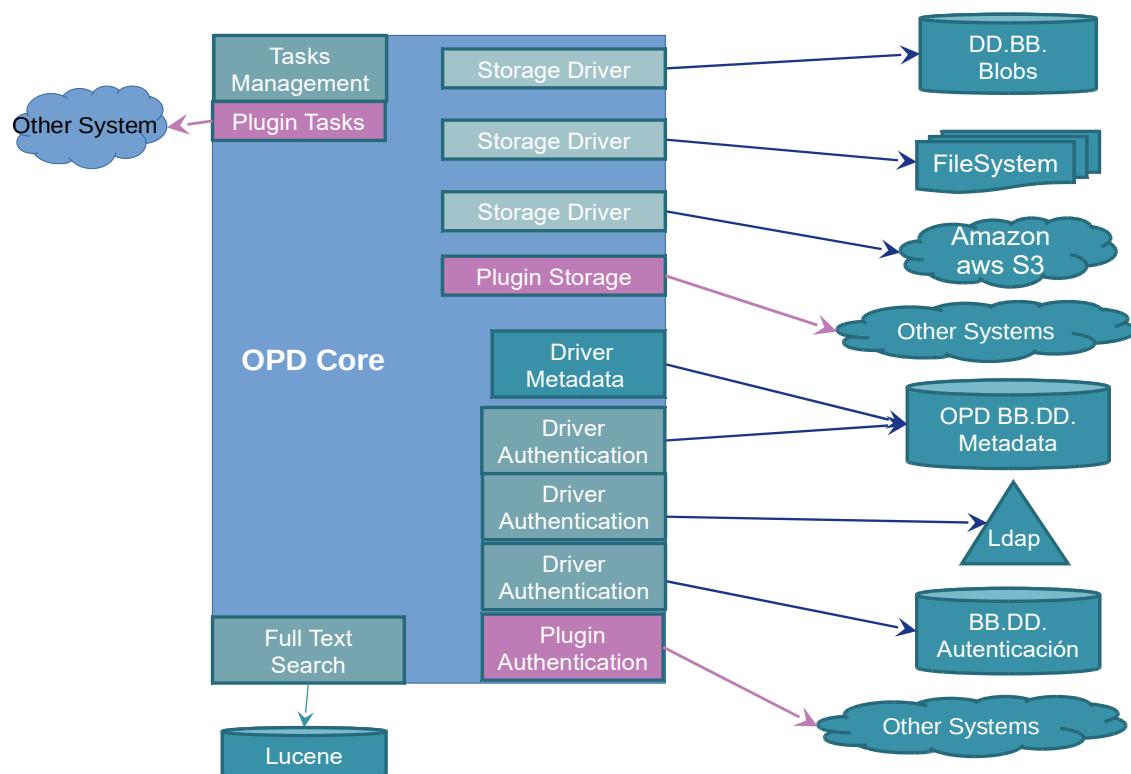 Tasks
Management
Plugin Tasks
Other System
Storage Driver
DD.BB.
Blobs
Storage Driver
FileSystem
Storage Driver
Amazon
aws S3
Plugin Storage
Other Systems
OPD Core
Driver
Metadata
OPD BB.DD.
Metadata
Driver
Authentication
Driver
Authentication
Ldap
Driver
Authentication
BB.DD.
Autenticación
Plugin
Authentication
Other Systems
Full Text
Search
Lucene